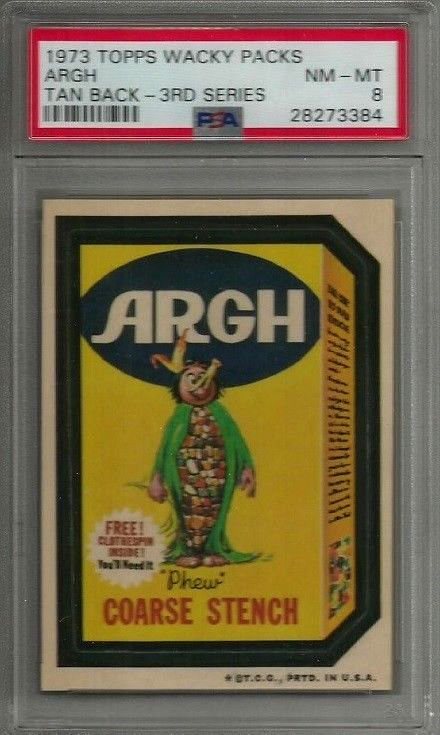 1973 TOPPS WACKY PACKS
ARGH NM – MT
TAN BACK – 3RD SERIES 8
PSA 28273384
ARGH
FREE!
CLOTHESPIN
INSIDE!
You'll Need It
"Phew"
COARSE STENCH
*©T.C.G., PRTD. IN U.S.A.